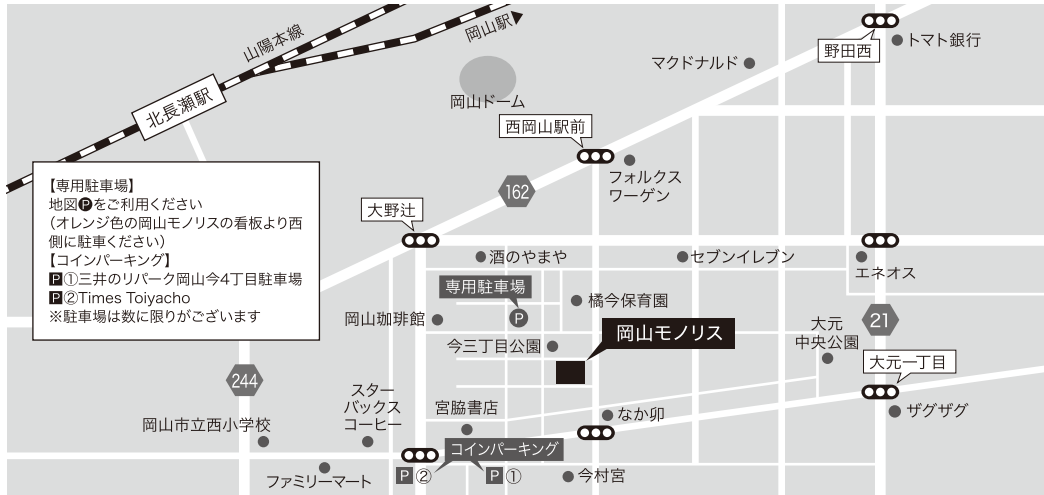 山陽本線
岡山駅
北長瀬駅
岡山ドーム
マクドナルド
野田西
トマト銀行
西岡山駅前
フォルクス
ワーゲン
162
大野辻
【専用駐車場】
地図Pをご利用ください
（オレンジ色の岡山モノリスの看板より西
側に駐車ください）
【コインパーキング】
P①三井のリパーク岡山今4丁目駐車場
P②Times Toiyacho
※駐車場は数に限りがございます
酒のやまや
セブンイレブン
エネオス
専用駐車場
P
橘今保育園
岡山珈琲館
岡山モノリス
今三丁目公園
大元
中央公園
21
大元一丁目
244
スター
バックス
コーヒー
宮脇書店
なか卯
ザグザグ
岡山市立西小学校
コインパーキング
ファミリーマート
P②
P①
今村宮